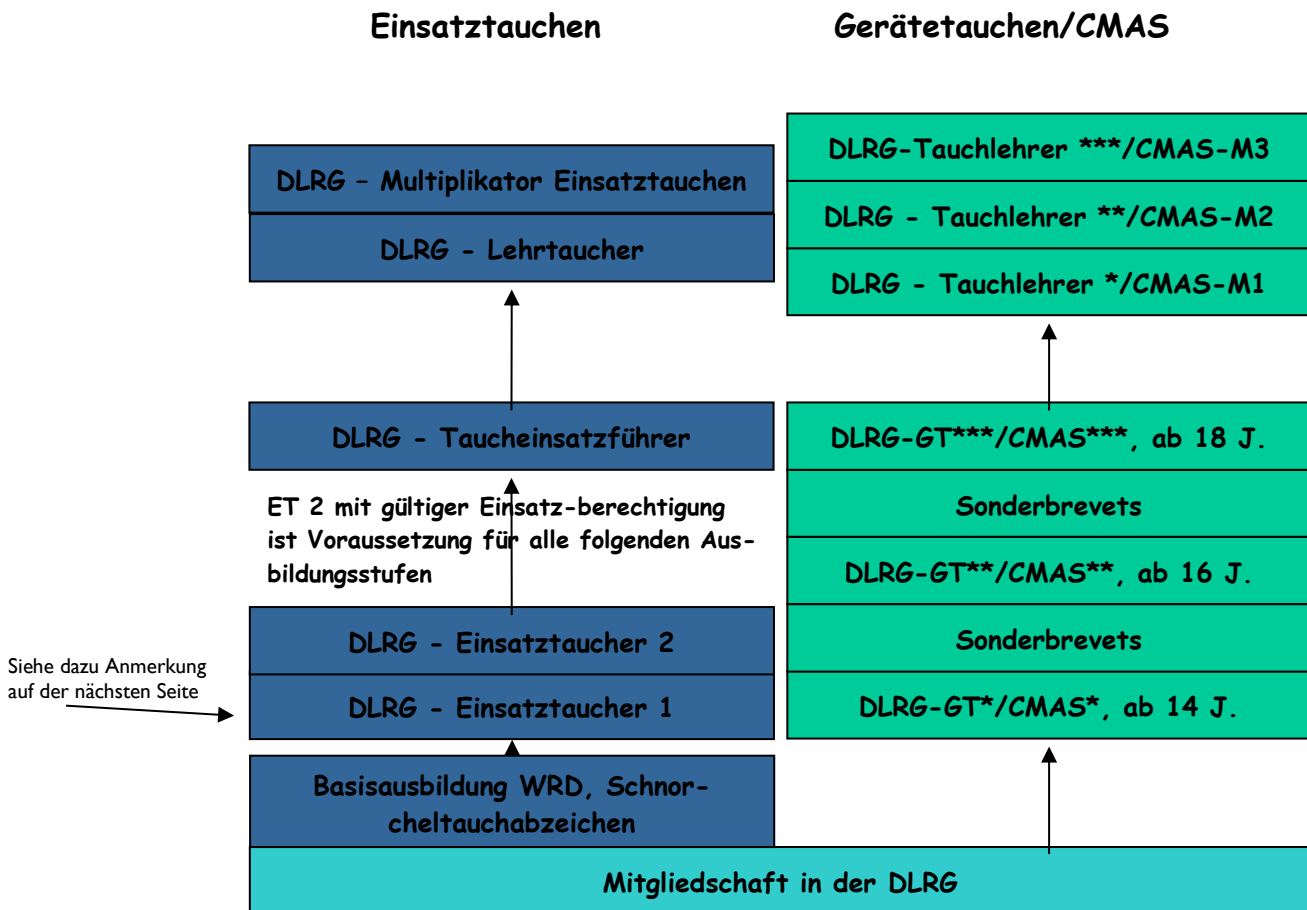 Einsatztauchen
Gerätetauchen/CMAS
DLRG – Multiplikator Einsatztauchen
DLRG - Lehrtaucher
DLRG - Taucheinsatzführer
ET 2 mit gültiger Einsatz-berechtigung
ist Voraussetzung für alle folgenden Aus-
bildungsstufen
DLRG - Einsatztaucher 2
DLRG - Einsatztaucher 1
Siehe dazu Anmerkung
auf der nächsten Seite
Basisausbildung WRD, Schnor-
cheltauchabzeichen
DLRG-Tauchlehrer ***/CMAS-M3
DLRG - Tauchlehrer **/CMAS-M2
DLRG - Tauchlehrer */CMAS-M1
DLRG-GT***/CMAS***, ab 18 J.
Sonderbrevets
DLRG-GT**/CMAS**, ab 16 J.
Sonderbrevets
DLRG-GT*/CMAS*, ab 14 J.
Mitgliedschaft in der DLRG